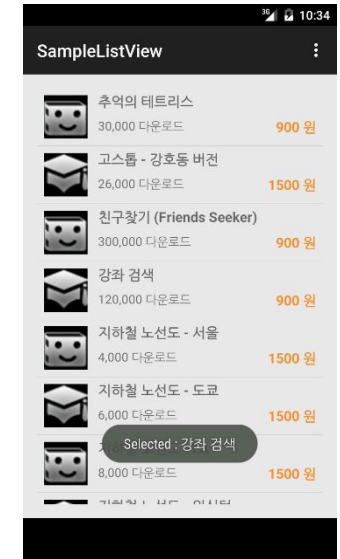 3G 10:34
SampleListView
추억의 테트리스
30,000 다운로드 900 원
고스톱 - 강호동 버전
26,000 다운로드 1500 원
친구찾기 (Friends Seeker)
300,000 다운로드 900 원
강좌 검색
120,000 다운로드 900 원
지하철 노선도 - 서울
4,000 다운로드 1500 원
지하철 노선도 - 도쿄
6,000 다운로드 1500 원
Selected : 강좌 검색
8,000 다운로드 1500 원